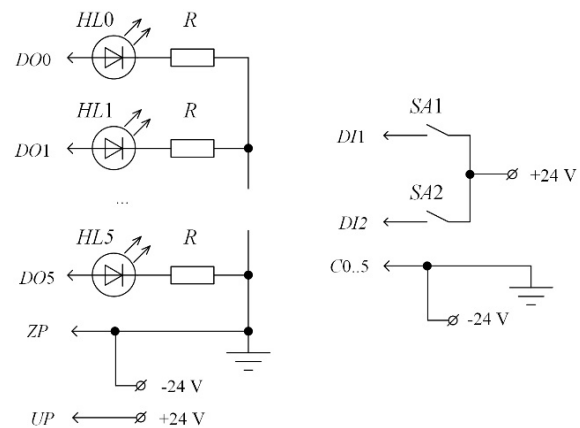 HL0
R
DO0
HL1
R
DO1
...
HL5
R
DO5
ZP
-24 V
UP
+24 V
SA1
DI1
+24 V
SA2
DI2
C0..5
-24 V